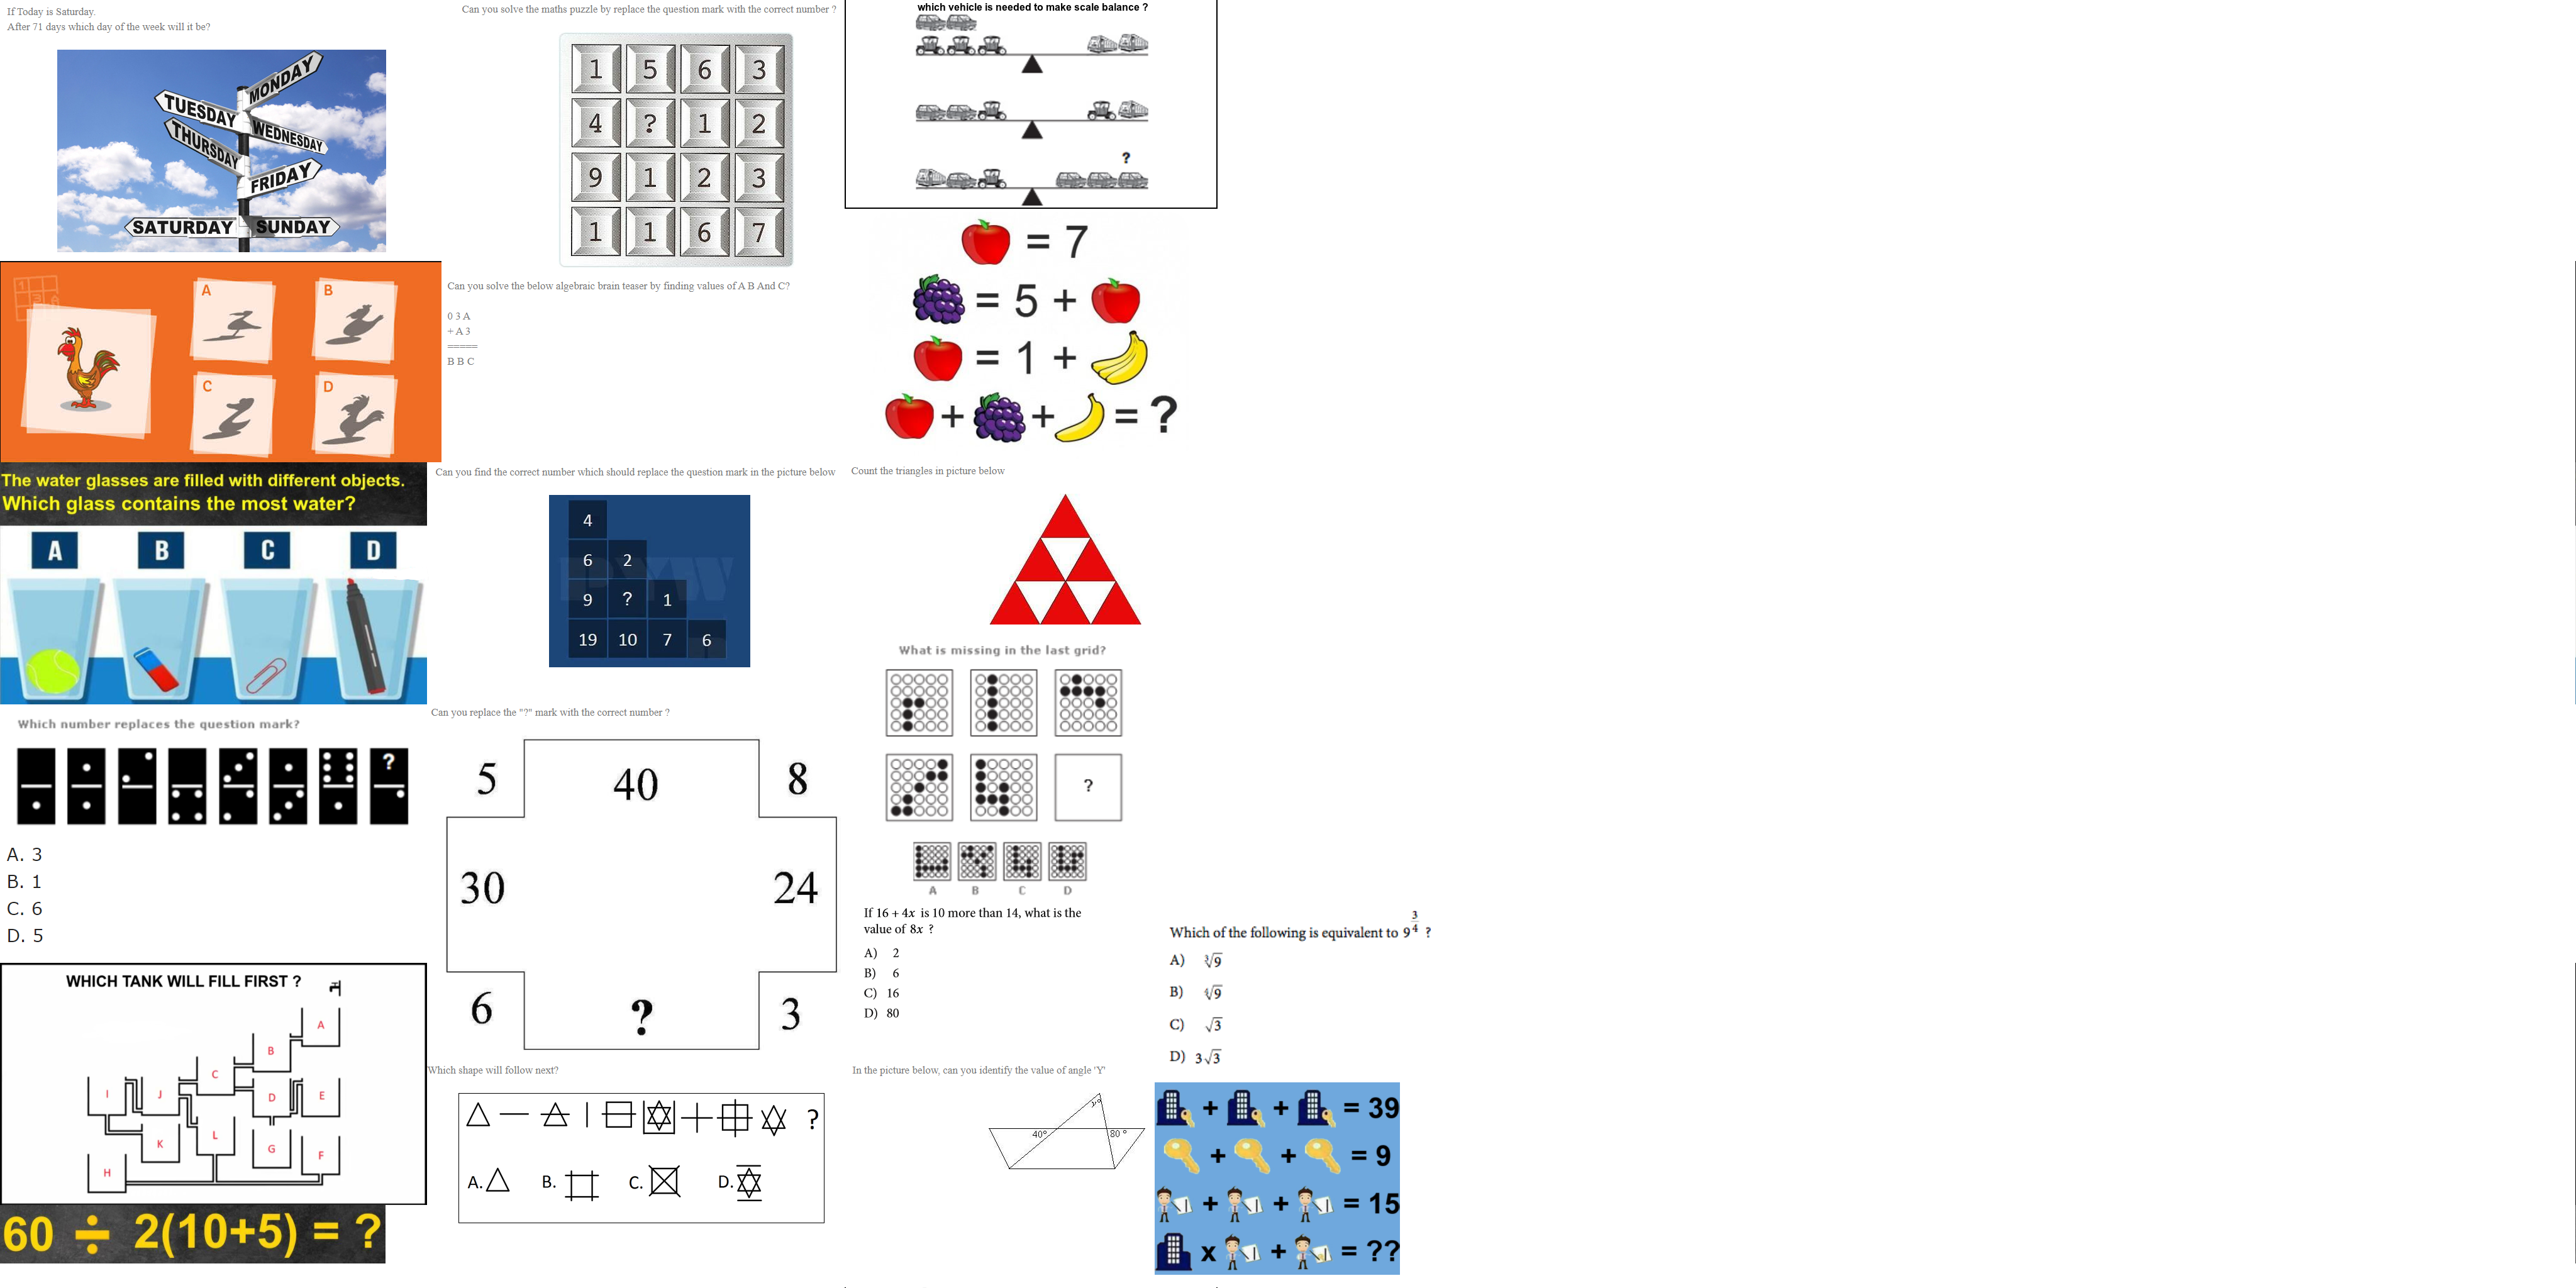 If Today is Saturday.
After 71 days which day of the week will it be?
MONDAY
TUESDAY
WEDNESDAY
THURSDAY
FRIDAY
SATURDAY SUNDAY
Can you solve the maths puzzle by replace the question mark with the correct number ?
1 5 6 3
4 ? 1 2
9 1 2 3
1 1 6 7
which vehicle is needed to make scale balance ?
?
= 7
= 5 +
= 1 +
+ + = ?
A
B
C
D
Can you solve the below algebraic brain teaser by finding values of A B And C?
0 3 A
+ A 3
=====
B B C
The water glasses are filled with different objects.
Which glass contains the most water?
A B C D
Can you find the correct number which should replace the question mark in the picture below
4
6 2
9 ? 1
19 10 7 6
Count the triangles in picture below
What is missing in the last grid?
?
A B C D
Which number replaces the question mark?
?
A. 3
B. 1
C. 6
D. 5
Can you replace the "?" mark with the correct number ?
5 40 8
30 24
6 ? 3
If 16 + 4x is 10 more than 14, what is the
value of 8x ?
A) 2
B) 6
C) 16
D) 80
Which of the following is equivalent to 9^{3/4} ?
A) ∛9
B) ∜9
C) √3
D) 3√3
WHICH TANK WILL FILL FIRST ?
A
B
C
I J D E
K L G F
H
60 ÷ 2(10+5) = ?
Which shape will follow next?
?
A. B. C. D.
In the picture below, can you identify the value of angle 'Y'
y°
40° 80 °
+ + = 39
+ + = 9
+ + = 15
x + = ??